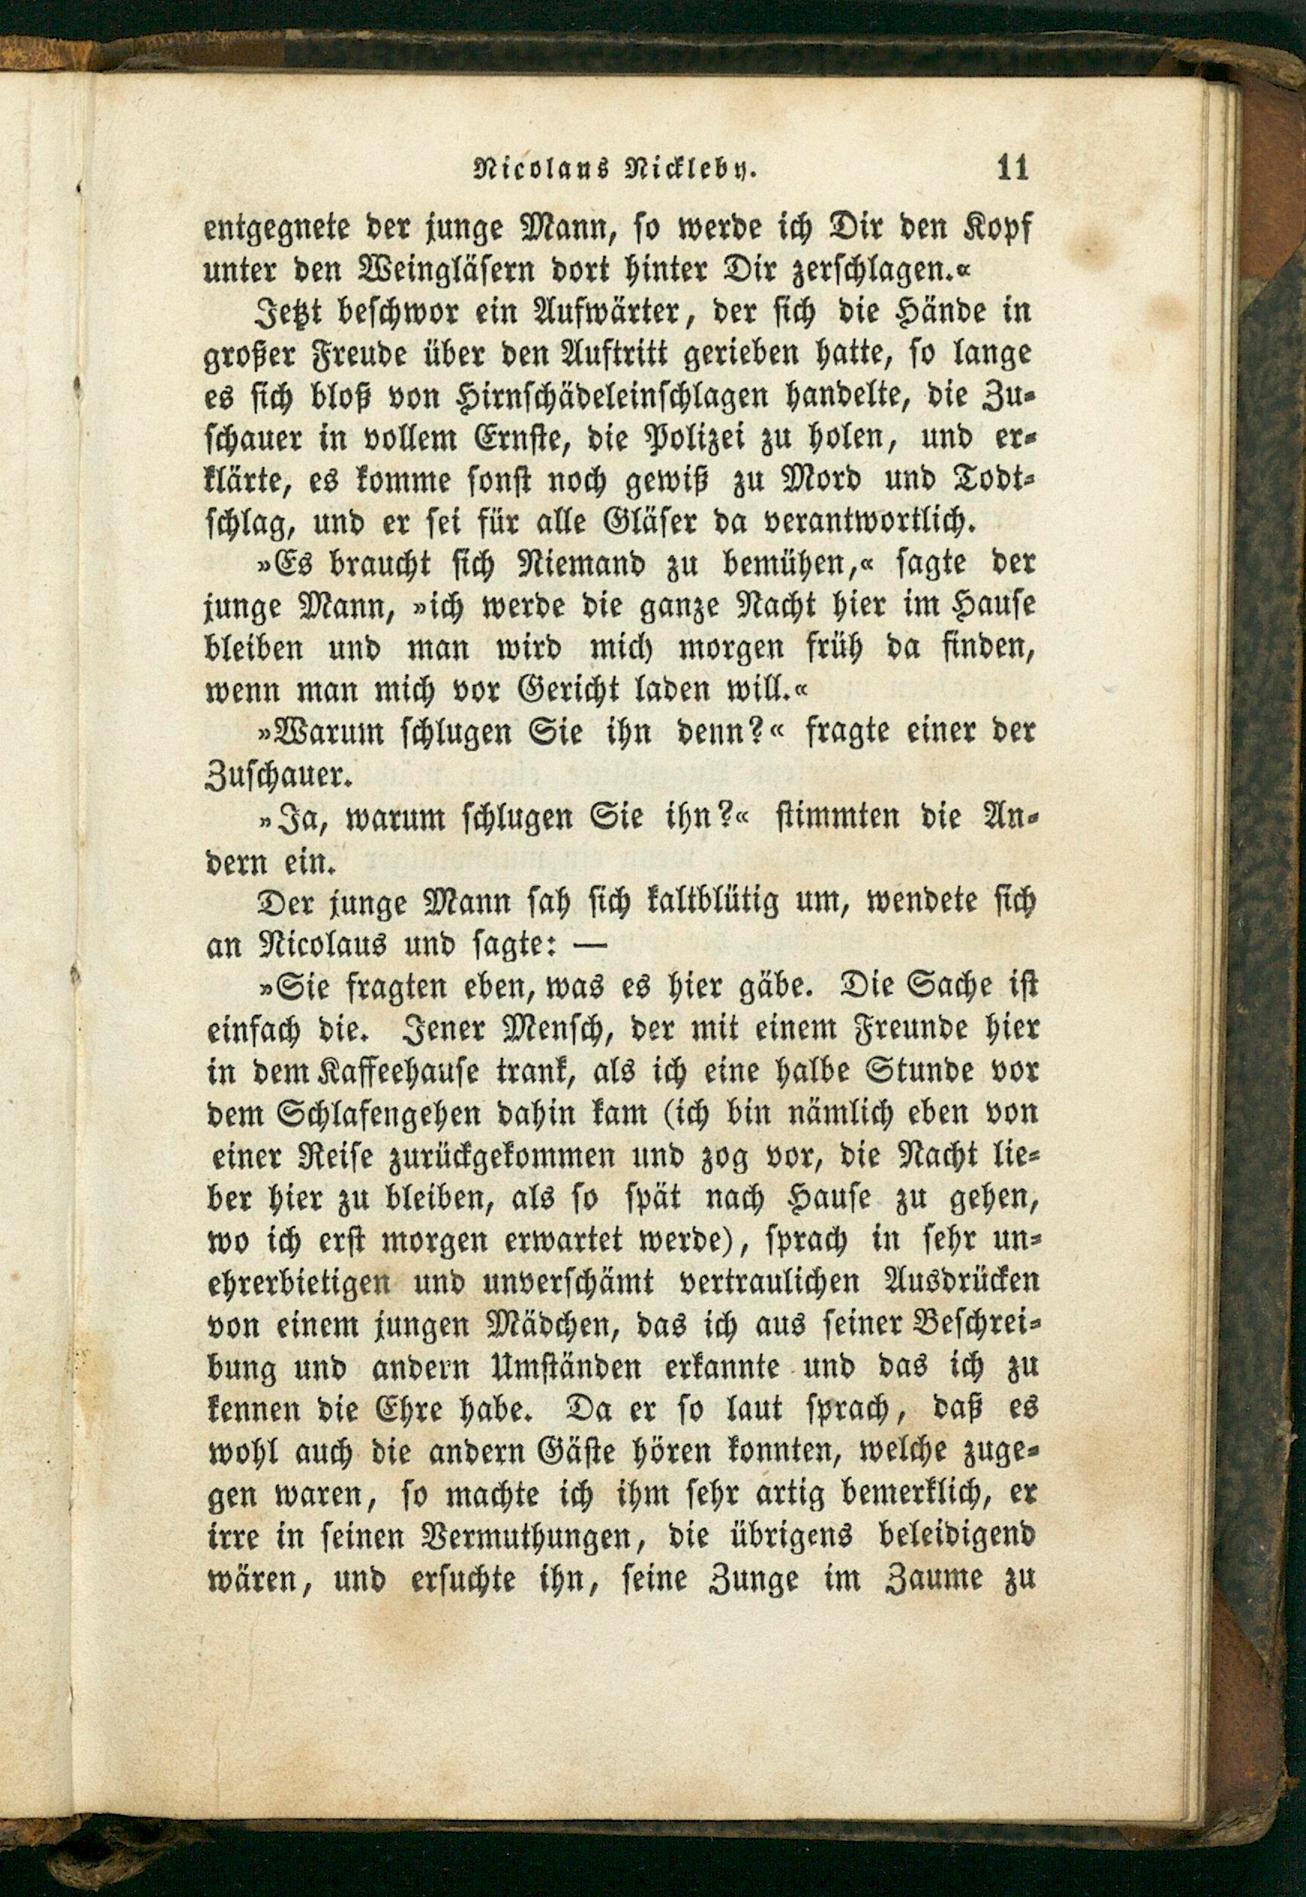 Nicolaus Nickleby. 11
entgegnete der junge Mann, so werde ich Dir den Kopf
unter den Weingläsern dort hinter Dir zerschlagen.«
Jetzt beschwor ein Aufwärter, der sich die Hände in
großer Freude über den Auftritt gerieben hatte, so lange
es sich bloß von Hirnschädeleinschlagen handelte, die Zu-
schauer in vollem Ernste, die Polizei zu holen, und er-
klärte, es komme sonst noch gewiß zu Mord und Todt-
schlag, und er sei für alle Gläser da verantwortlich.
»Es braucht sich Niemand zu bemühen,« sagte der
junge Mann, »ich werde die ganze Nacht hier im Hause
bleiben und man wird mich morgen früh da finden,
wenn man mich vor Gericht laden will.«
»Warum schlugen Sie ihn denn?« fragte einer der
Zuschauer.
»Ja, warum schlugen Sie ihn?« stimmten die An-
dern ein.
Der junge Mann sah sich kaltblütig um, wendete sich
an Nicolaus und sagte: —
»Sie fragten eben, was es hier gäbe. Die Sache ist
einfach die. Jener Mensch, der mit einem Freunde hier
in dem Kaffeehause trank, als ich eine halbe Stunde vor
dem Schlafengehen dahin kam (ich bin nämlich eben von
einer Reise zurückgekommen und zog vor, die Nacht lie-
ber hier zu bleiben, als so spät nach Hause zu gehen,
wo ich erst morgen erwartet werde), sprach in sehr un-
ehrerbietigen und unverschämt vertraulichen Ausdrücken
von einem jungen Mädchen, das ich aus seiner Beschrei-
bung und andern Umständen erkannte und das ich zu
kennen die Ehre habe. Da er so laut sprach, daß es
wohl auch die andern Gäste hören konnten, welche zuge-
gen waren, so machte ich ihm sehr artig bemerklich, er
irre in seinen Vermuthungen, die übrigens beleidigend
wären, und ersuchte ihn, seine Zunge im Zaume zu